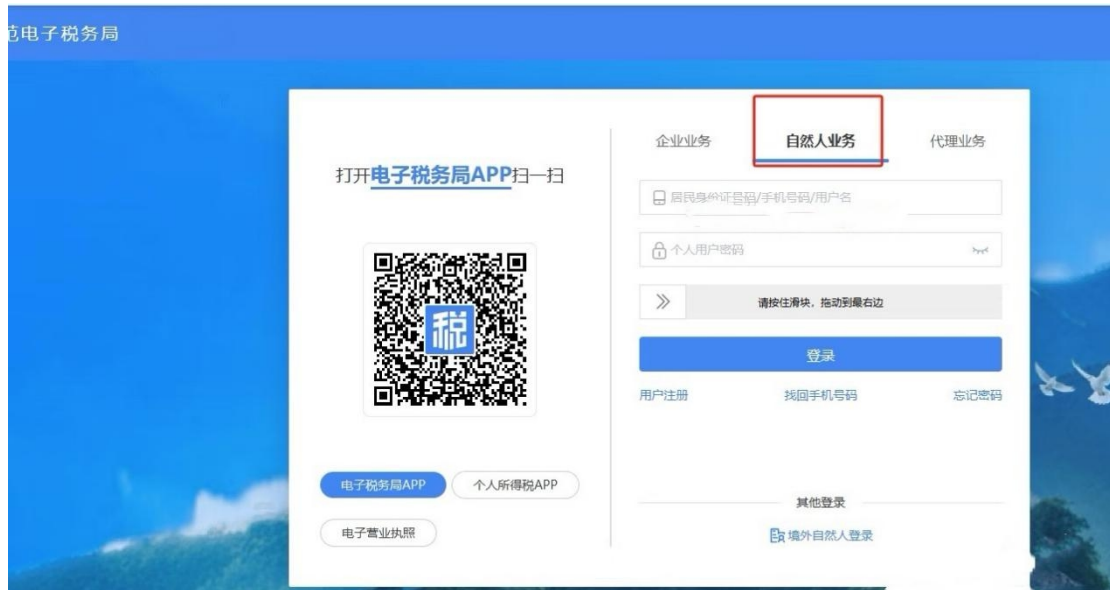 电子税务局
企业业务
自然人业务
代理业务
打开电子税务局APP扫一扫
居民身份证号码/手机号码/用户名
个人用户密码
请按住滑块，拖动到最右边
登录
用户注册
找回手机号码
忘记密码
税
电子税务局APP
个人所得税APP
电子营业执照
其他登录
境外自然人登录